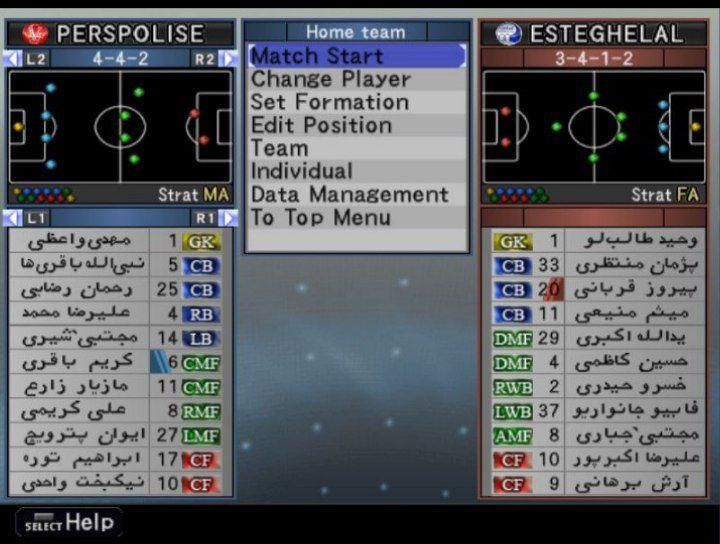 PERSPOLISE
L2 4-4-2 R2
Strat MA
L1 R1
مهدی واعظی 1 GK
نبی‌الله باقری‌ها 5 CB
رحمان رضایی 25 CB
علیرضا محمد 4 RB
مجتبی شیری 14 LB
کریم باقری 6 CMF
مازیار زارع 11 CMF
علی کریمی 8 RMF
ایوان پترویچ 27 LMF
ابراهیم توره 17 CF
نیکبخت واحدی 10 CF
Home team
Match Start
Change Player
Set Formation
Edit Position
Team
Individual
Data Management
To Top Menu
ESTEGHELAL
3-4-1-2
Strat FA
GK 1 وحید طالب‌لو
CB 33 پژمان منتظری
CB 20 پیروز قربانی
CB 11 میثم منیعی
DMF 29 یدالله اکبری
DMF 4 حسین کاظمی
RWB 2 خسرو حیدری
LWB 37 فابیو جانواریو
AMF 8 مجتبی جباری
CF 10 علیرضا اکبرپور
CF 9 آرش برهانی
SELECT Help